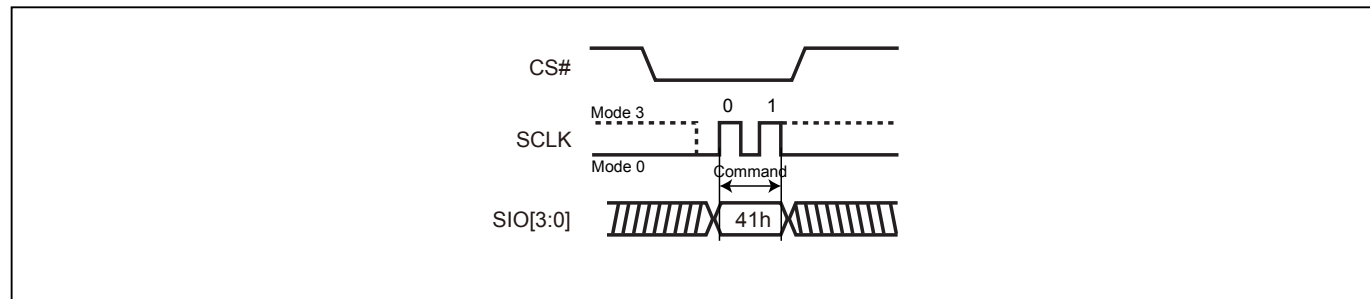 CS#
Mode 3
0 1
SCLK
Mode 0
Command
SIO[3:0]
41h